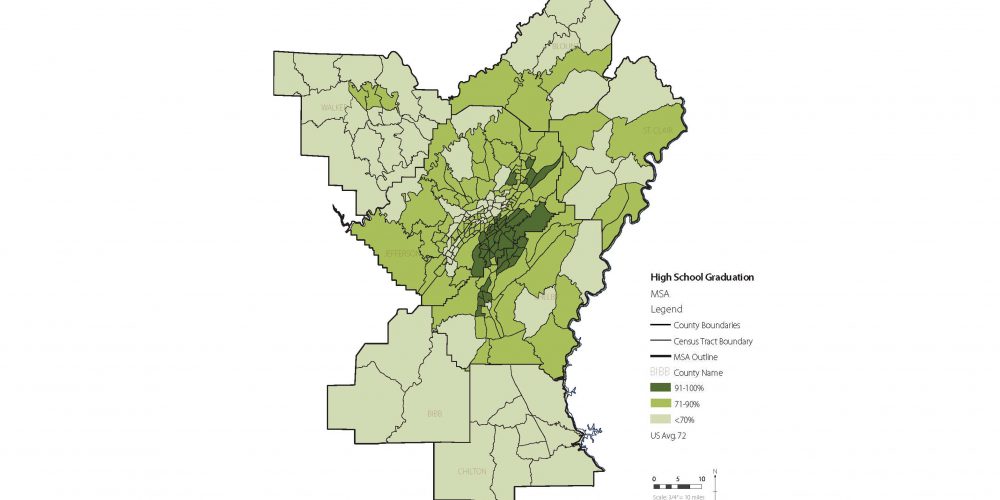 BLOUNT
WALKER
ST. CLAIR
JEFFERSON
BIBB
CHILTON
High School Graduation
MSA
Legend
County Boundaries
Census Tract Boundary
MSA Outline
BIBB County Name
91-100%
71-90%
<70%
US Avg. 72
0 5 10
N
Scale: 3/4" = 10 miles